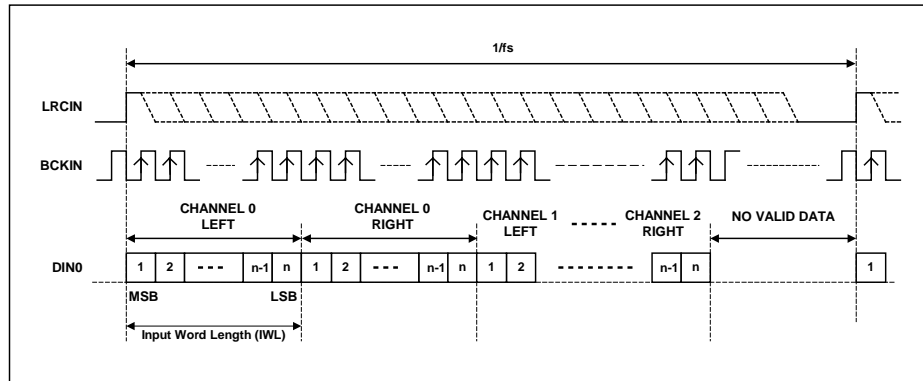 1/fs
LRCIN
BCKIN
CHANNEL 0
LEFT
CHANNEL 0
RIGHT
CHANNEL 1
LEFT
CHANNEL 2
RIGHT
NO VALID DATA
DIN0
1 2 n-1 n 1 2 n-1 n 1 2 n-1 n 1
MSB LSB
Input Word Length (IWL)